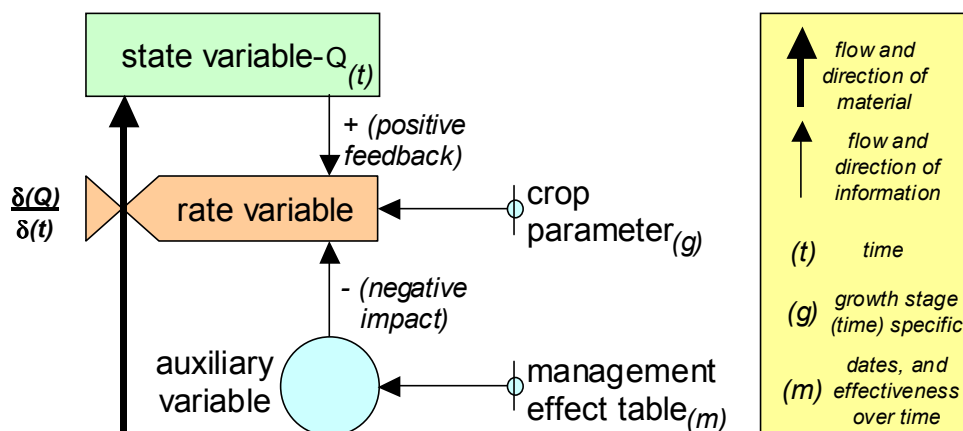 state variable-Q(t)
+ (positive
feedback)
δ(Q)
δ(t)
rate variable
crop
parameter(g)
- (negative
impact)
auxiliary
variable
management
effect table(m)
flow and
direction of
material
flow and
direction of
information
(t) time
(g) growth stage
(time) specific
(m) dates, and
effectiveness
over time